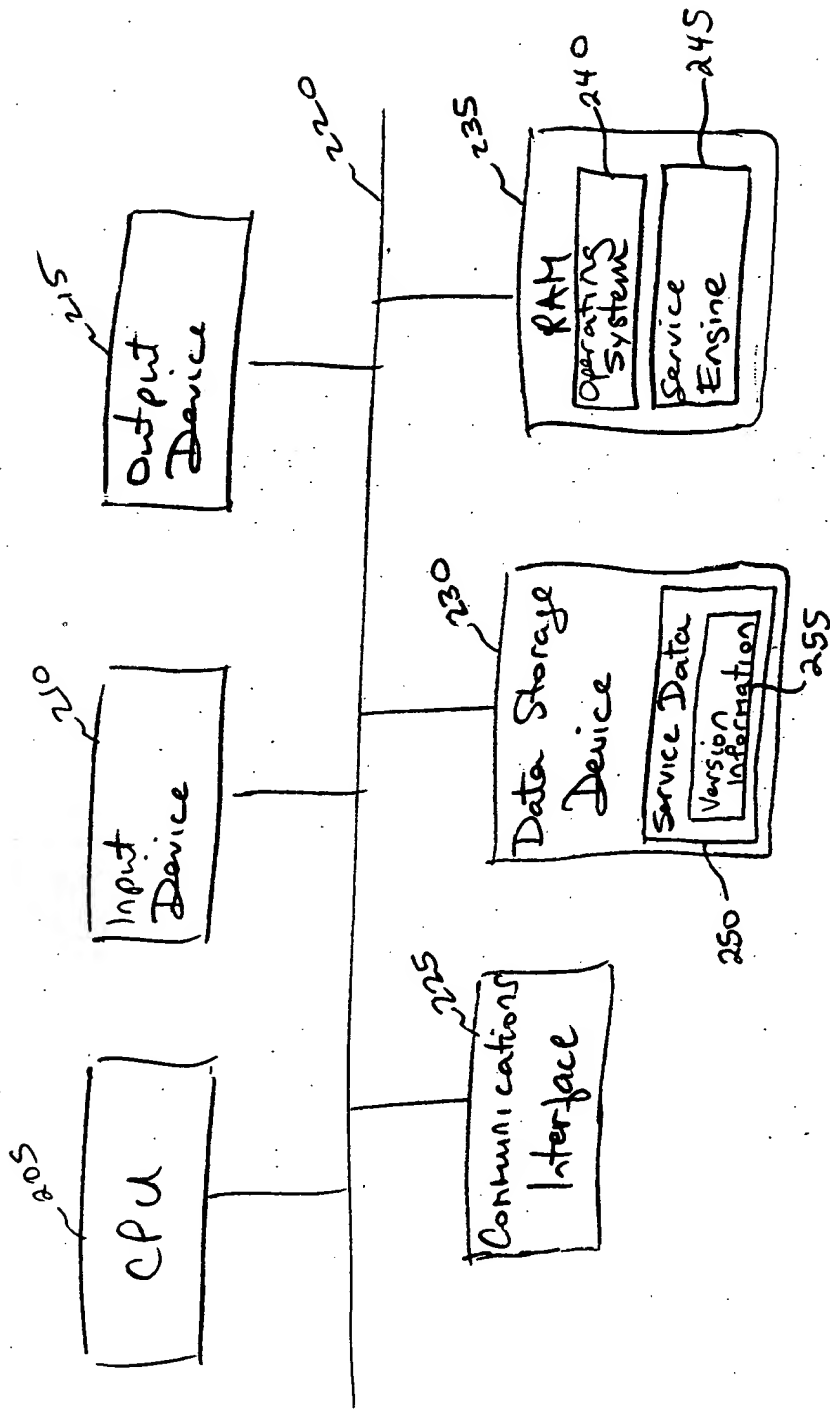 205
CPU
210
Input
Device
215
Output
Device
220
225
Communications
Interface
230
Data Storage
Device
Service Data
Version
Information
250
255
235
RAM
Operating
System
240
Service
Engine
245